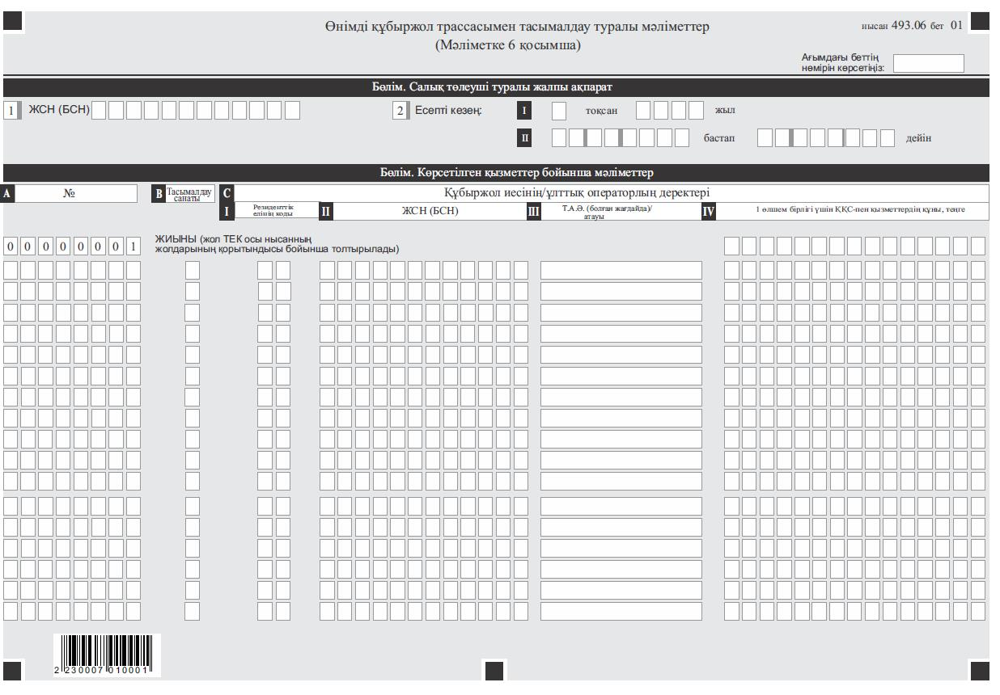 Өнімді құбыржол трассасымен тасымалдау туралы мәліметтер
(Мәліметке 6 қосымша)
нысан 493.06 бет 01
Ағымдағы беттің
нөмірін көрсетіңіз:
Бөлім. Салық төлеуші туралы жалпы ақпарат
1 ЖСН (БСН) 2 Есепті кезең: I тоқсан жыл
II бастап дейін
Бөлім. Көрсетілген қызметтер бойынша мәліметтер
A № B Тасымалдау
санаты
C Құбыржол иесінің/ұлттық операторлың деректері
I Резиденттік
елінің коды
II ЖСН (БСН) III Т.А.Ә. (болған жағдайда)/
атауы
IV 1 өлшем бірлігі үшін ҚҚС-пен қызметтердің құны, теңге
0 0 0 0 0 0 0 1 ЖИЫНЫ (жол ТЕК осы нысанның
жолдарының қорытындысы бойынша толтырылады)
2 230007 010001